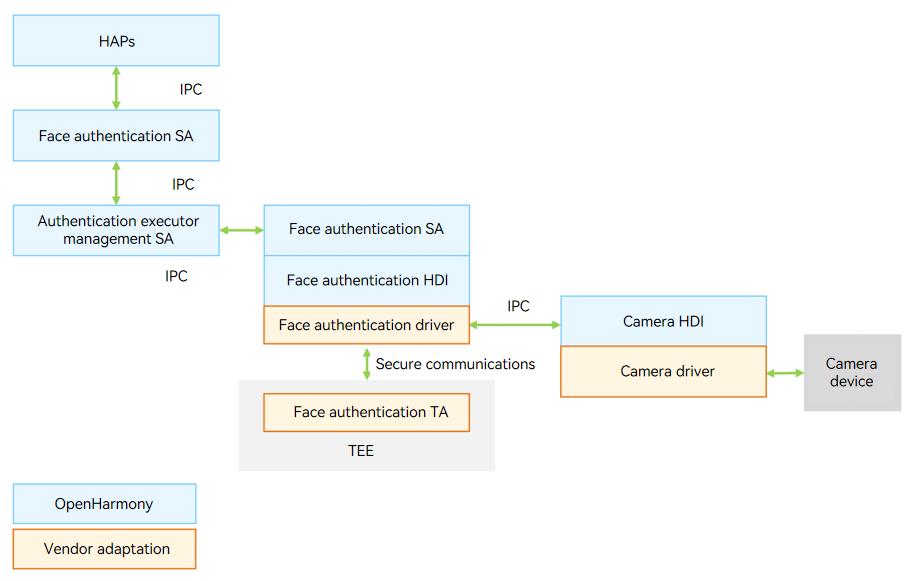 HAPs
IPC
Face authentication SA
IPC
Authentication executor
management SA
IPC
Face authentication SA
Face authentication HDI
Face authentication driver
IPC
Camera HDI
Camera driver
Camera
device
Secure communications
Face authentication TA
TEE
OpenHarmony
Vendor adaptation